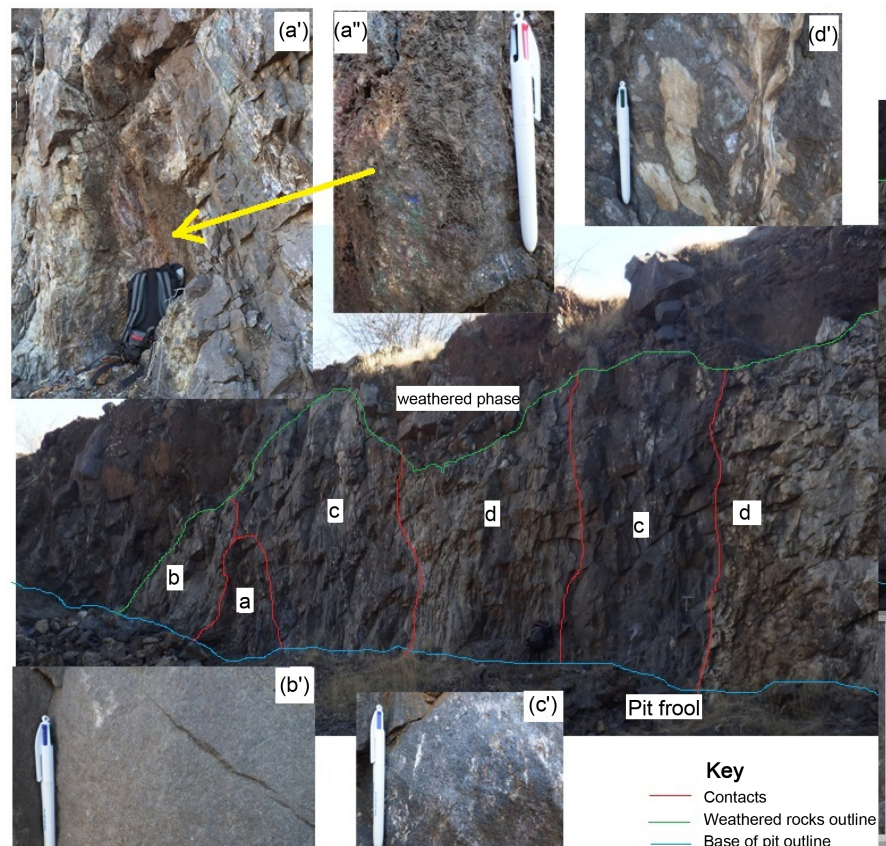 (a')
(a'')
(d')
weathered phase
c
d
c
d
b
a
(b')
(c')
Pit frool
Key
Contacts
Weathered rocks outline
Base of pit outline